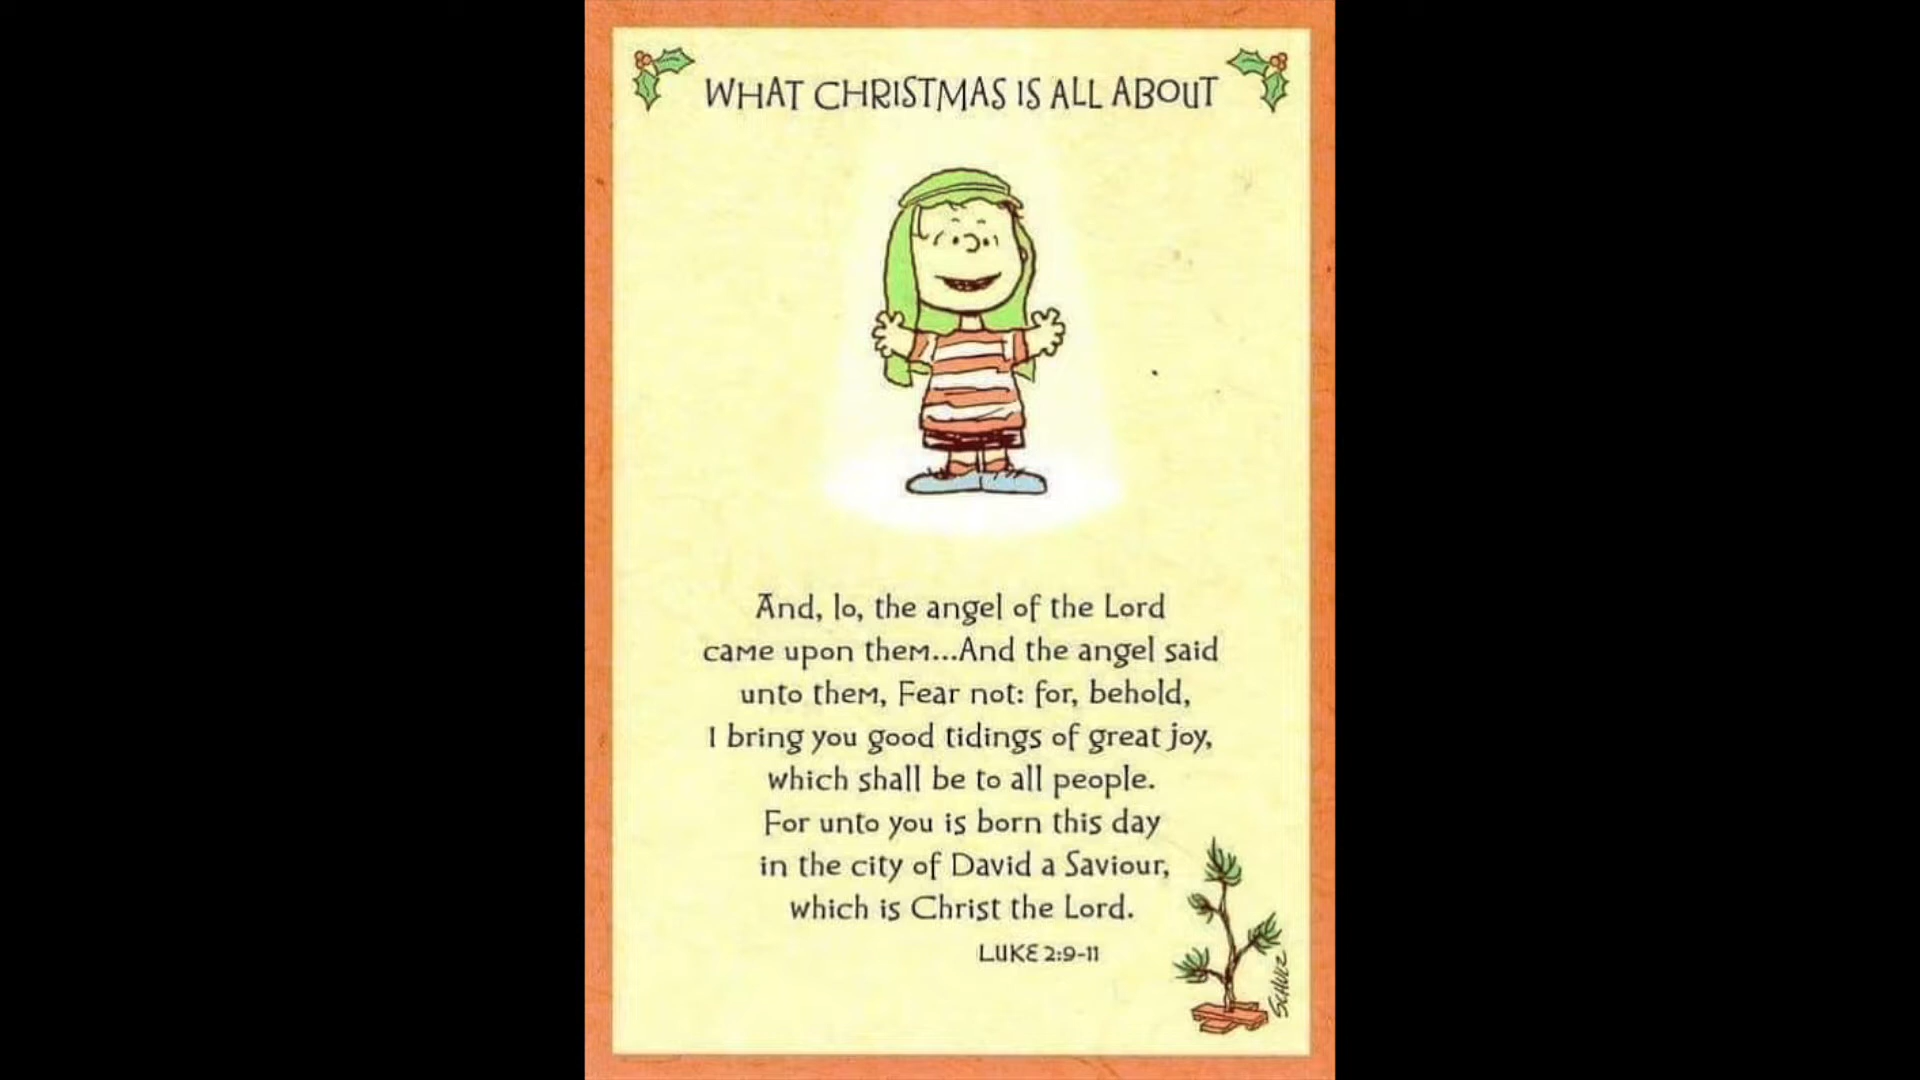 WHAT CHRISTMAS IS ALL ABOUT
And, lo, the angel of the Lord
came upon them...And the angel said
unto them, Fear not: for, behold,
I bring you good tidings of great joy,
which shall be to all people.
For unto you is born this day
in the city of David a Saviour,
which is Christ the Lord.
LUKE 2:9-11
SCHULZ